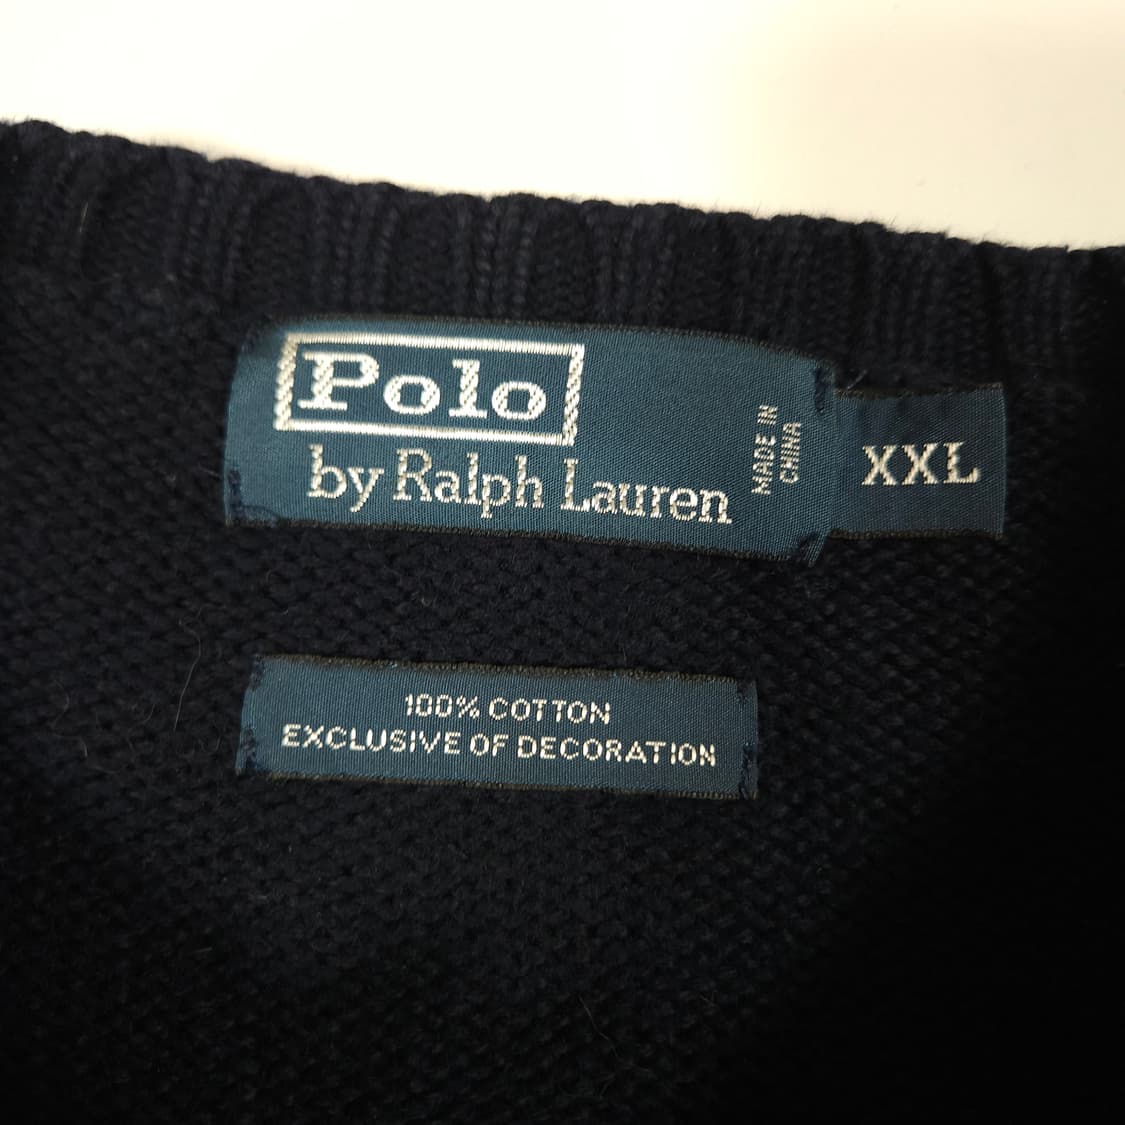 Polo
by Ralph Lauren
MADE IN
CHINA
XXL
100% COTTON
EXCLUSIVE OF DECORATION